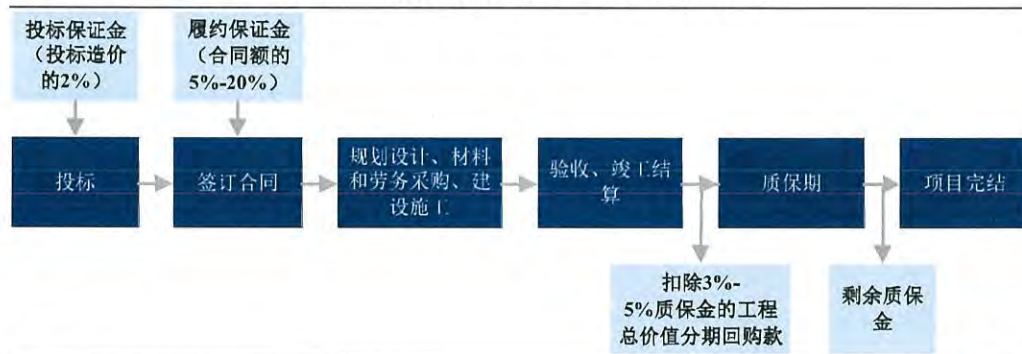 投标保证金
（投标造价
的2%）
履约保证金
（合同额的
5%-20%）
投标
签订合同
规划设计、材料
和劳务采购、建
设施工
验收、竣工结
算
质保期
项目完结
扣除3%-
5%质保金的工程
总价值分期回购款
剩余质保
金